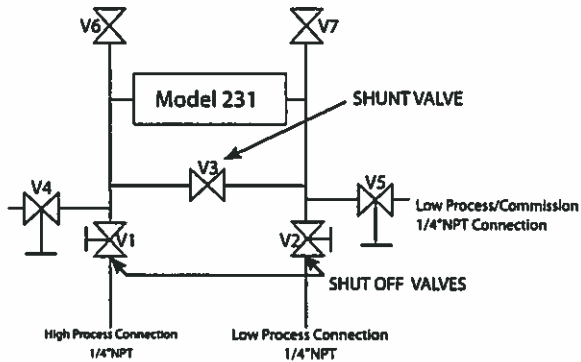 V6
V7
Model 231
SHUNT VALVE
V3
V4
V5
Low Process/Commission
1/4"NPT Connection
V1
V2
SHUT OFF VALVES
High Process Connection
1/4"NPT
Low Process Connection
1/4"NPT